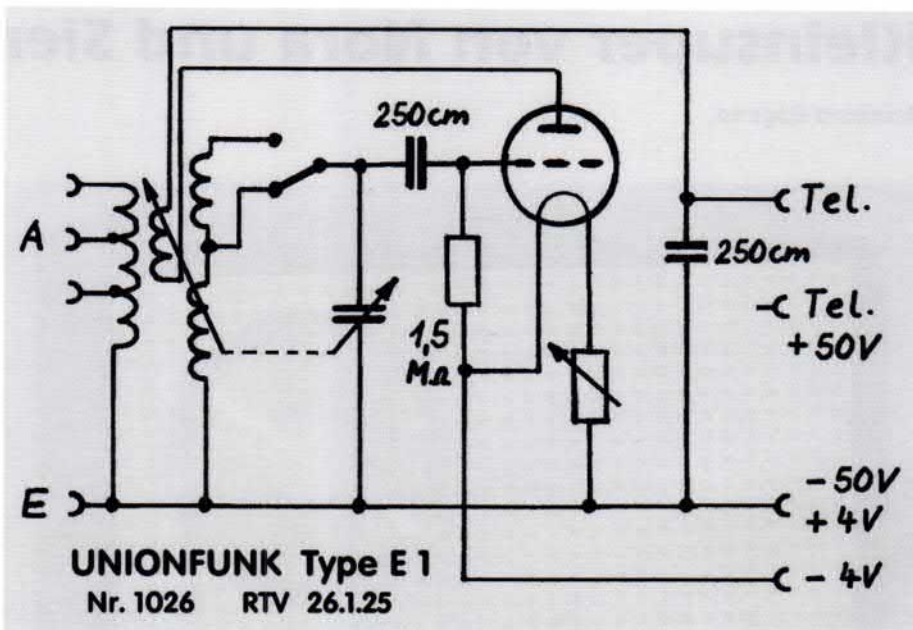 250cm
A
Tel.
250cm
-Tel.
+50V
1,5
MΩ
E
-50V
+4V
-4V
UNIONFUNK Type E 1
Nr. 1026 RTV 26.1.25